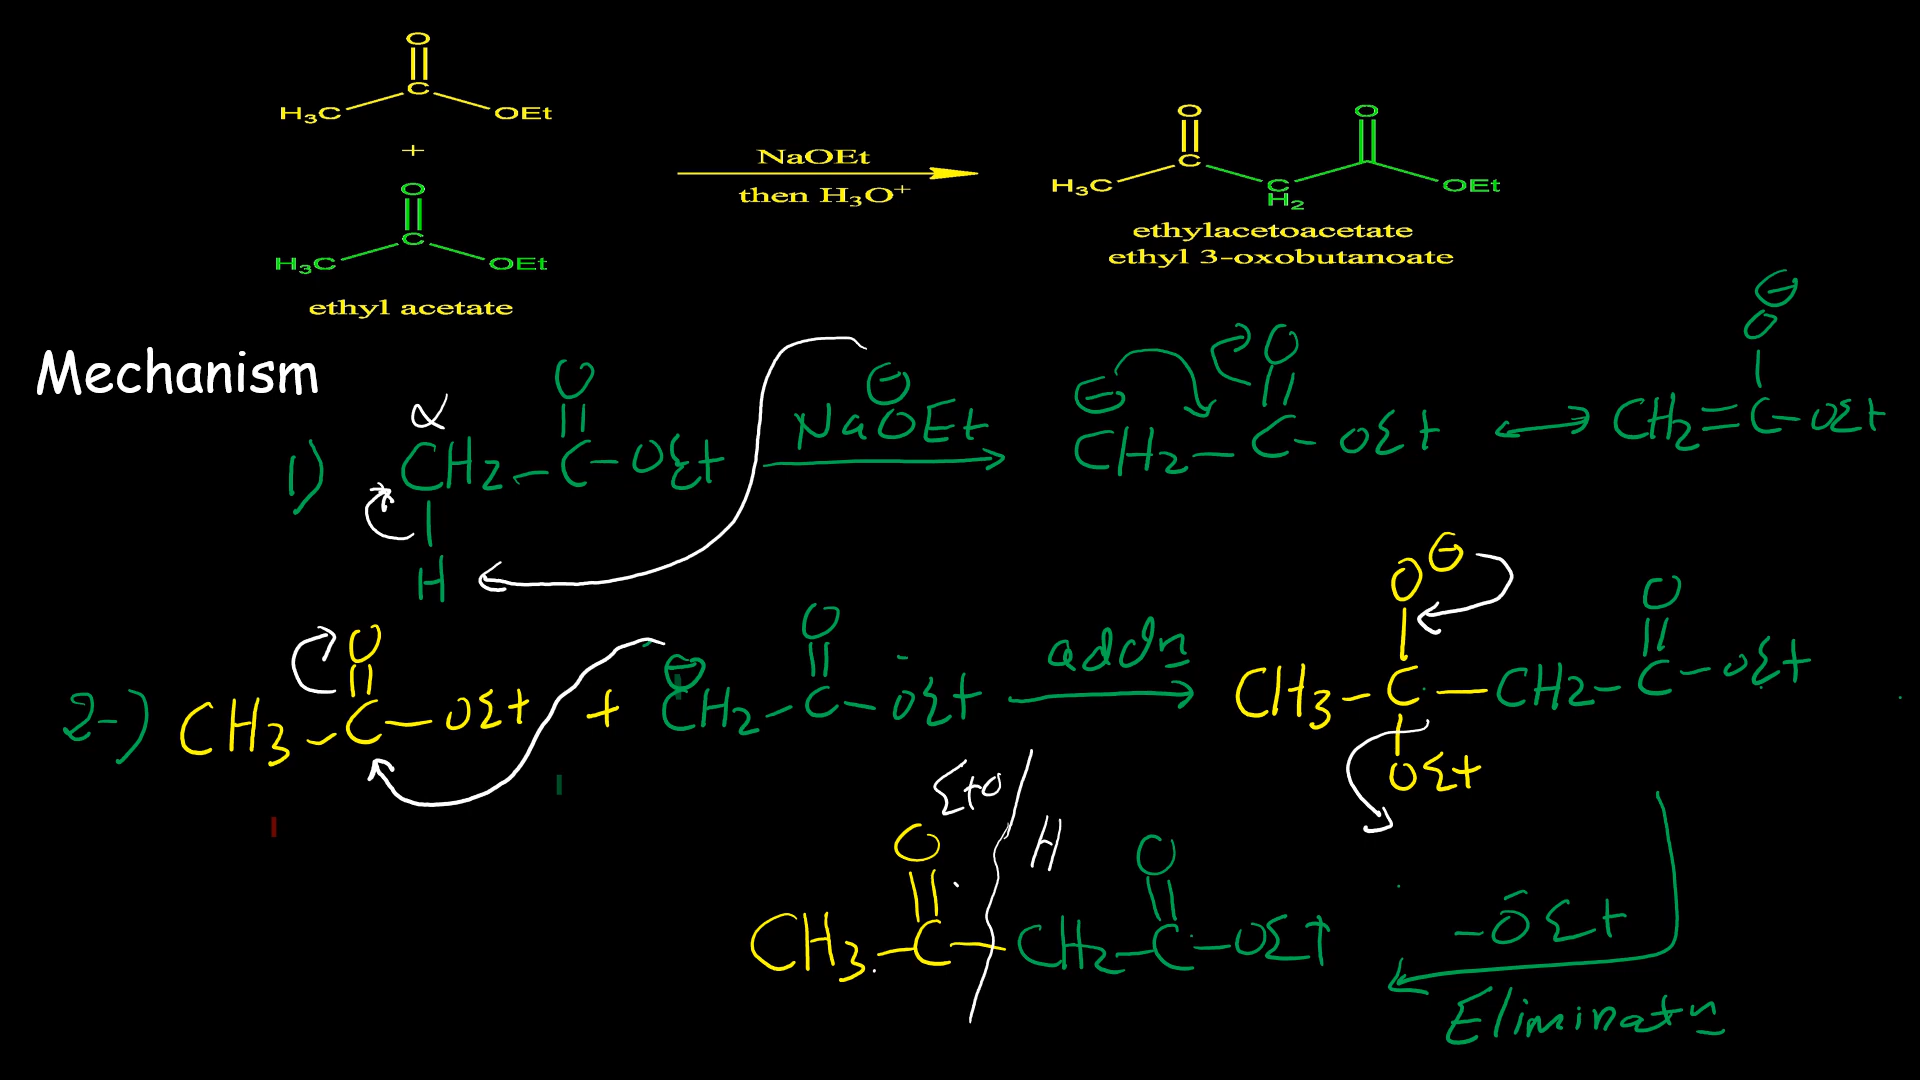 O
H₃C C OEt
+
O
H₃C C OEt
ethyl acetate
NaOEt
then H₃O⁺
O O
H₃C C C OEt
H₂
ethylacetoacetate
ethyl 3-oxobutanoate
Mechanism
α O ⊖ ⊖ O O⊖
1) CH₂-C-OEt NaOEt CH₂-C-OEt ↔ CH₂=C-OEt
H
O ⊖ O O⊖ O
2-) CH₃-C-OEt + CH₂-C-OEt addn CH₃-C-CH₂-C-OEt
OEt
EtO H
O O
CH₃-C-CH₂-C-OEt
-ŌEt
Eliminatn